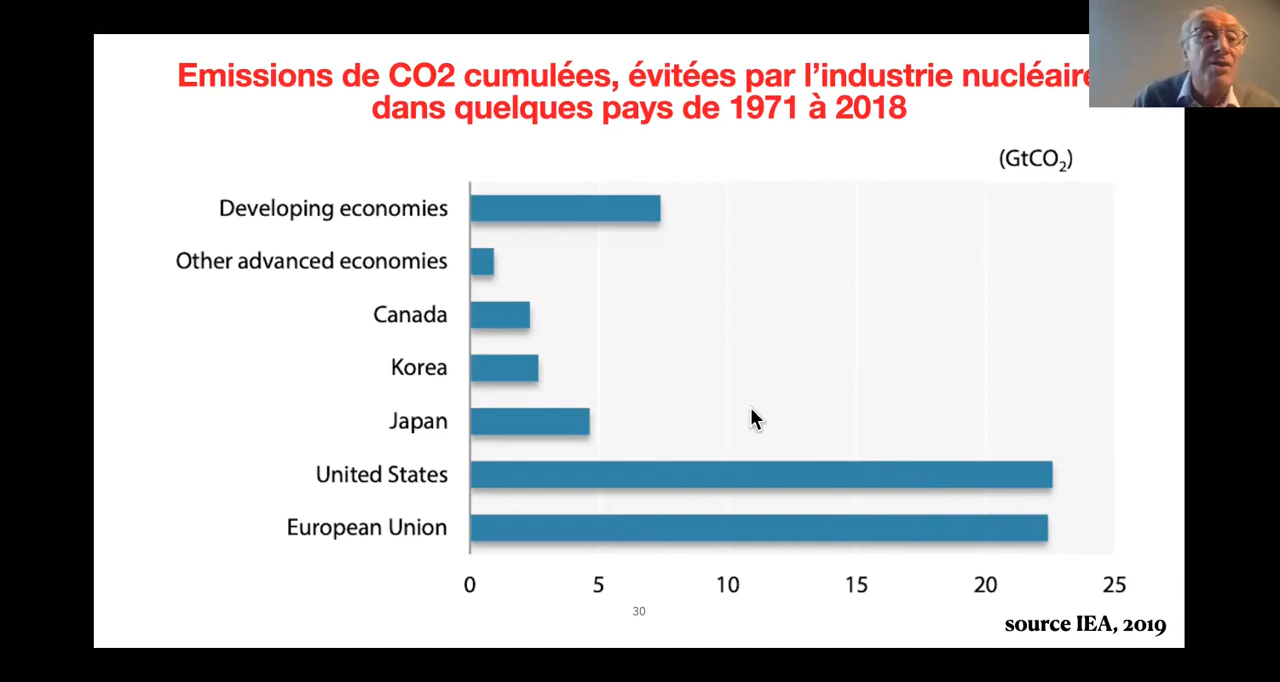 Emissions de CO2 cumulées, évitées par l'industrie nucléaire
dans quelques pays de 1971 à 2018
(GtCO₂)
Developing economies
Other advanced economies
Canada
Korea
Japan
United States
European Union
0 5 10 15 20 25
30
source IEA, 2019